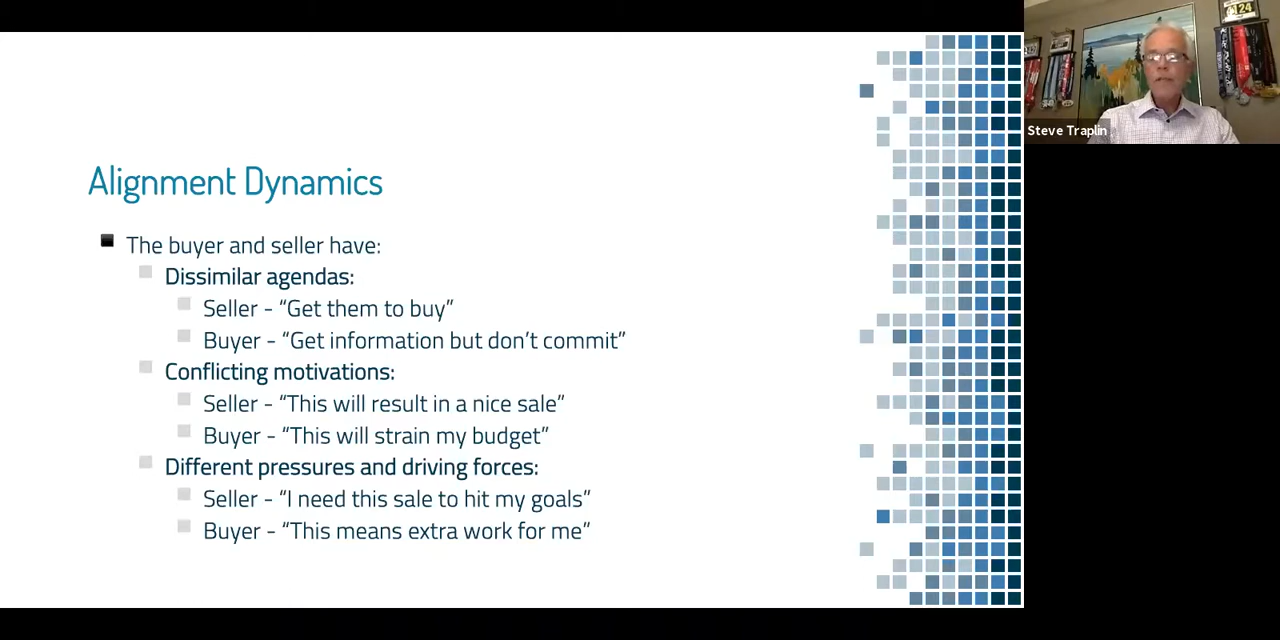 Alignment Dynamics
The buyer and seller have:
Dissimilar agendas:
Seller - “Get them to buy”
Buyer - “Get information but don’t commit”
Conflicting motivations:
Seller - “This will result in a nice sale”
Buyer - “This will strain my budget”
Different pressures and driving forces:
Seller - “I need this sale to hit my goals”
Buyer - “This means extra work for me”
4124
Steve Traplin